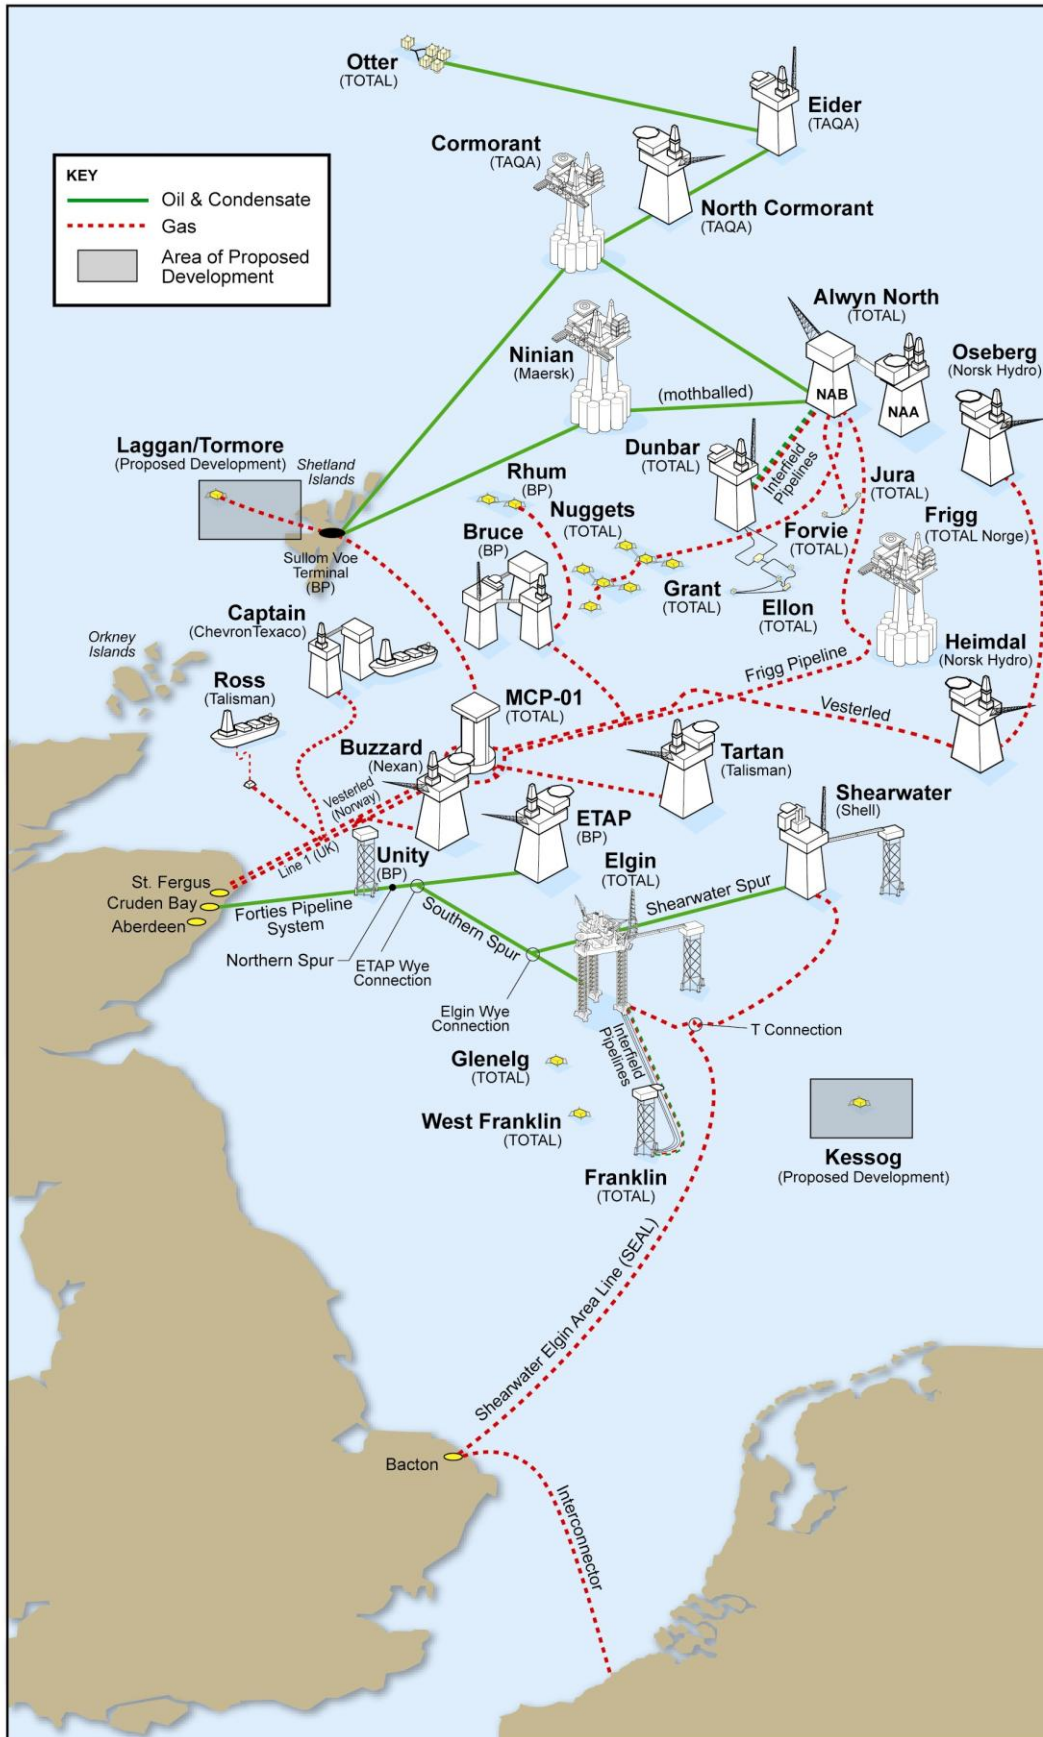 Otter
(TOTAL)
Eider
(TAQA)
Cormorant
(TAQA)
North Cormorant
(TAQA)
KEY
Oil & Condensate
Gas
Area of Proposed
Development
Alwyn North
(TOTAL)
NAB
NAA
Oseberg
(Norsk Hydro)
Ninian
(Maersk)
(mothballed)
Laggan/Tormore
(Proposed Development)
Shetland
Islands
Sullom Voe
Terminal
(BP)
Dunbar
(TOTAL)
Interfield
Pipelines
Rhum
(BP)
Nuggets
(TOTAL)
Jura
(TOTAL)
Bruce
(BP)
Forvie
(TOTAL)
Frigg
(TOTAL Norge)
Grant
(TOTAL)
Ellon
(TOTAL)
Captain
(ChevronTexaco)
Orkney
Islands
Heimdal
(Norsk Hydro)
Frigg Pipeline
Ross
(Talisman)
MCP-01
(TOTAL)
Vesterled
Buzzard
(Nexan)
Tartan
(Talisman)
Shearwater
(Shell)
Vesterled
(Norway)
Line 1 (UK)
ETAP
(BP)
Unity
(BP)
Elgin
(TOTAL)
St. Fergus
Cruden Bay
Aberdeen
Forties Pipeline
System
Southern Spur
Shearwater Spur
Northern Spur
ETAP Wye
Connection
Elgin Wye
Connection
T Connection
Interfield
Pipelines
Glenelg
(TOTAL)
West Franklin
(TOTAL)
Franklin
(TOTAL)
Kessog
(Proposed Development)
Shearwater Elgin Area Line (SEAL)
Bacton
Interconnector